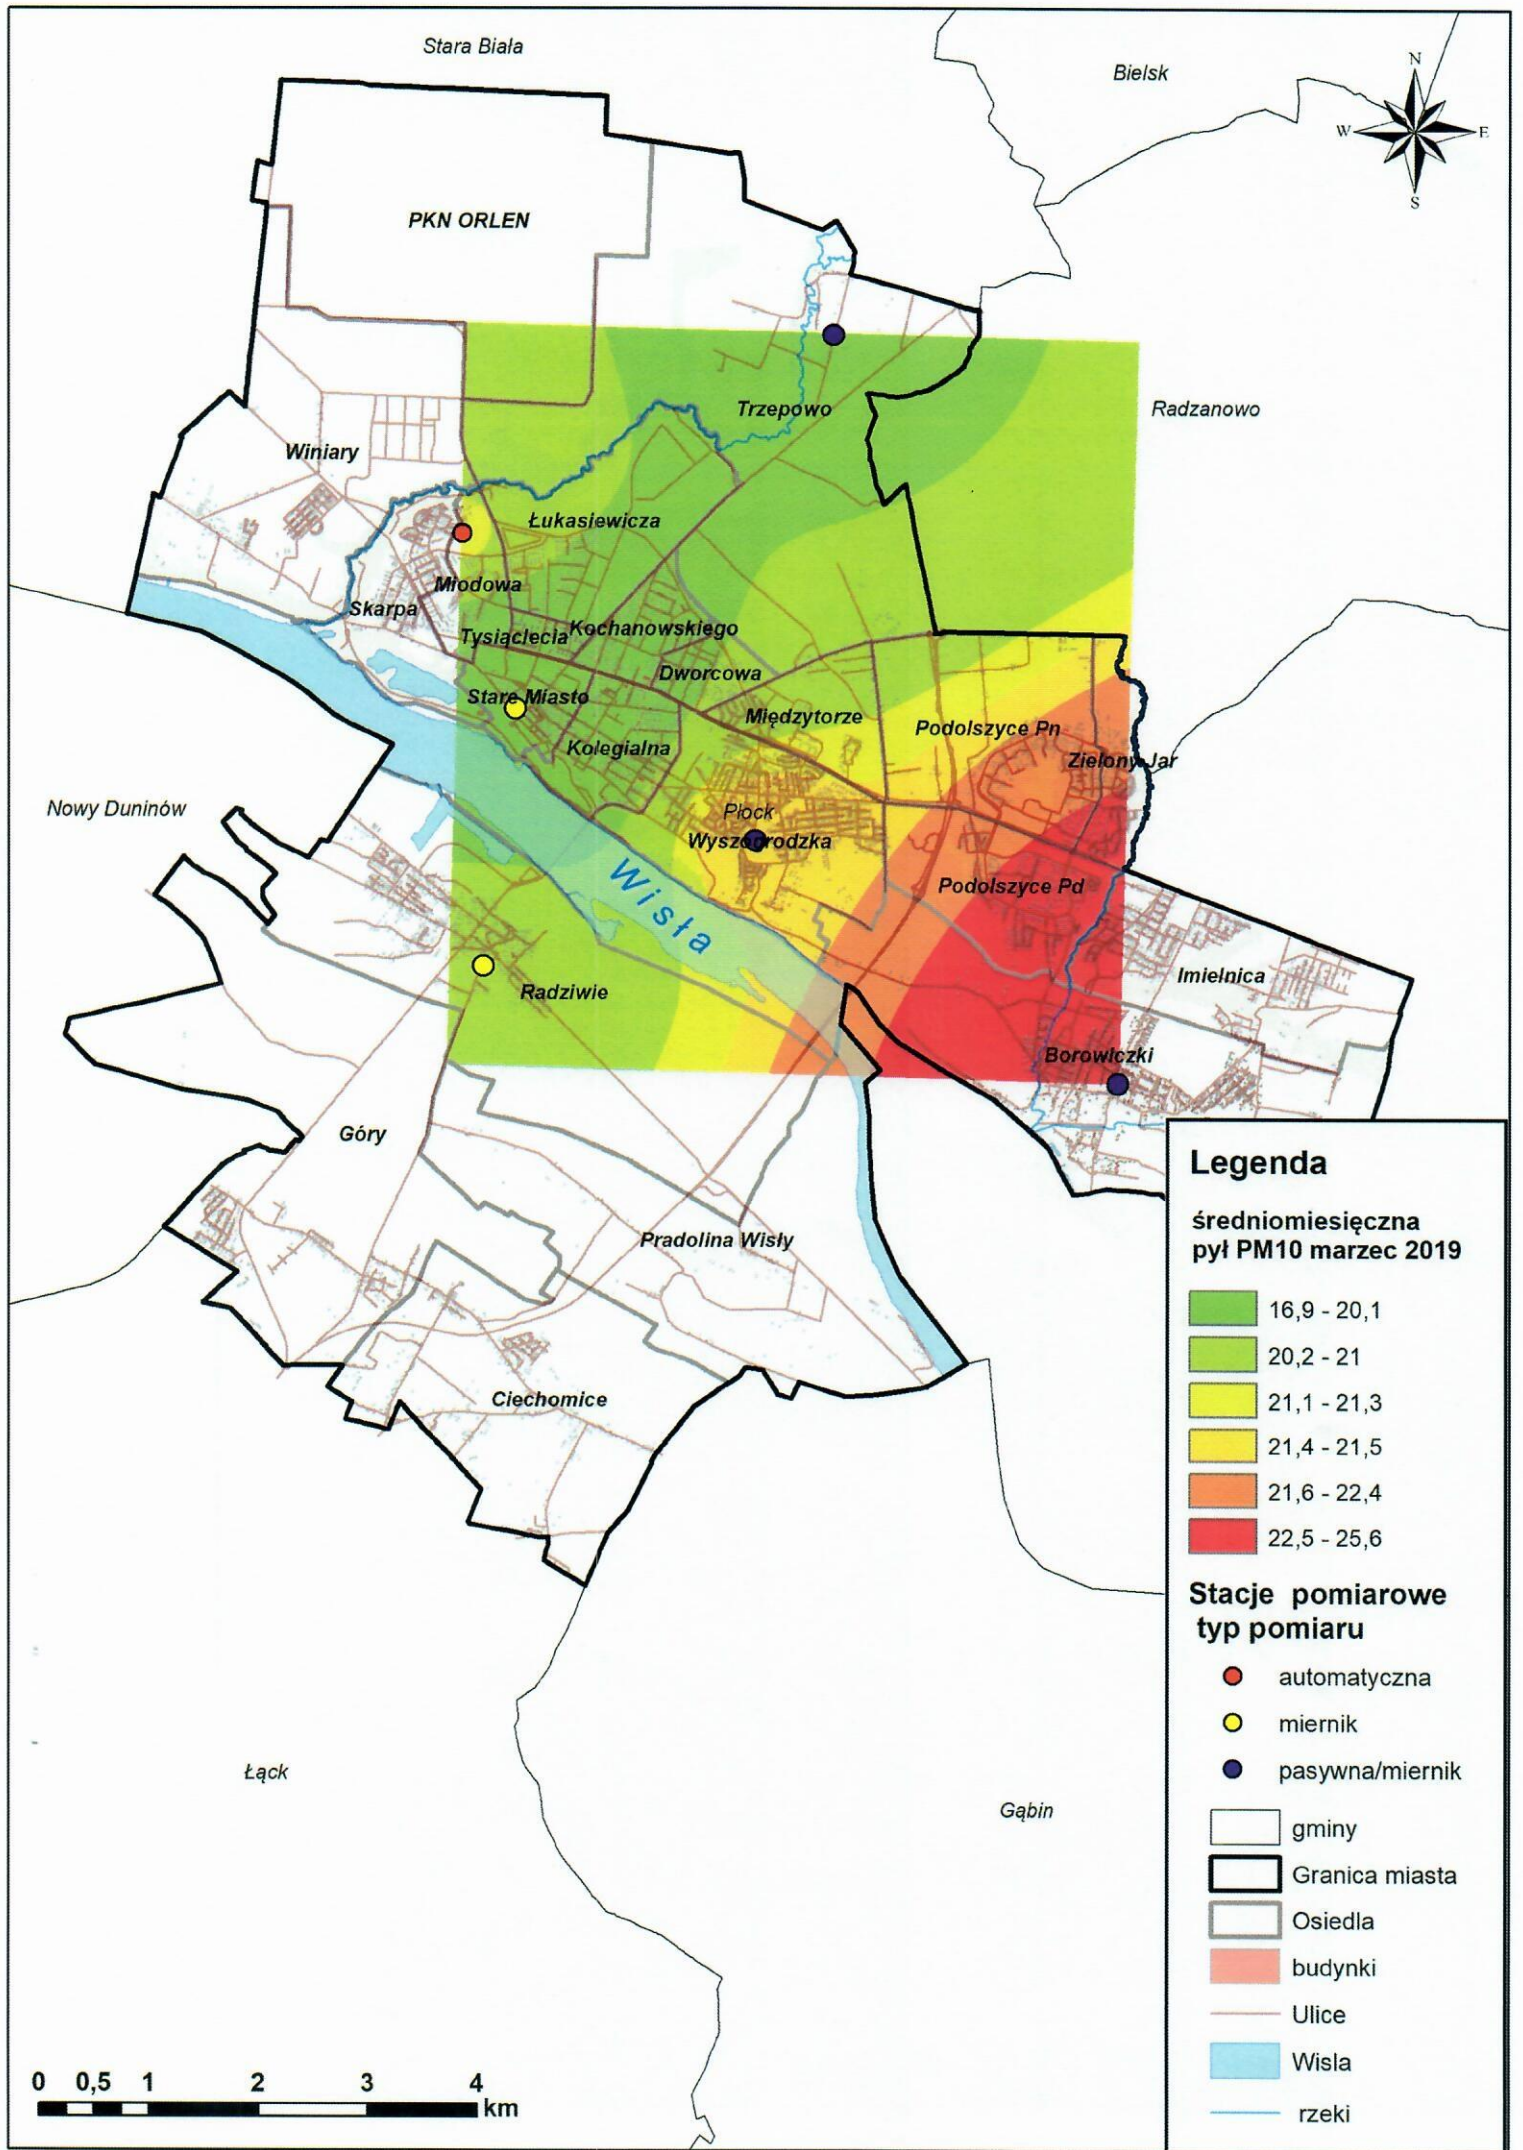 Stara Biała
Bielsk
N
W
E
S
PKN ORLEN
Trzepowo
Radzanowo
Winiary
Łukasiewicza
Miodowa
Skarpa
Tysiąclecia
Kochanowskiego
Dworcowa
Stare Miasto
Międzytorze
Podolszyce Pn
Kolegialna
Zielony Jar
Nowy Duninów
Płock
Wyszogrodzka
Wisła
Podolszyce Pd
Imielnica
Radziwie
Borowiczki
Góry
Pradolina Wisły
Ciechomice
Łąck
Gąbin
Legenda
średniomiesięczna
pył PM10 marzec 2019
16,9 - 20,1
20,2 - 21
21,1 - 21,3
21,4 - 21,5
21,6 - 22,4
22,5 - 25,6
Stacje pomiarowe
typ pomiaru
automatyczna
miernik
pasywna/miernik
gminy
Granica miasta
Osiedla
budynki
Ulice
Wisla
rzeki
0 0,5 1 2 3 4
km